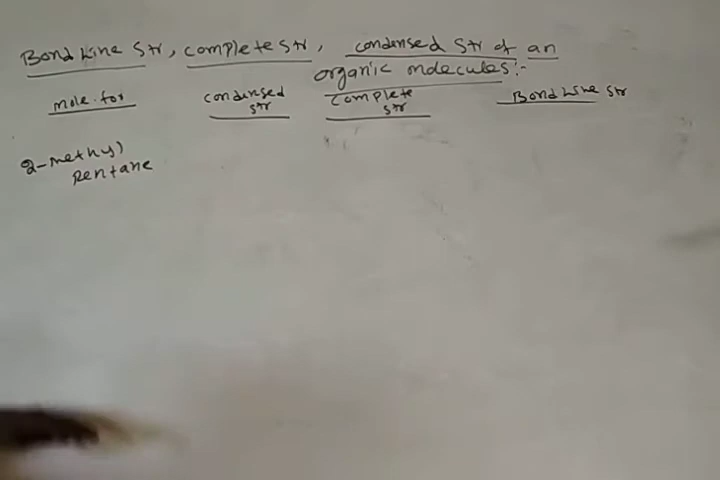 Bond Line Str, complete str, condensed Str of an
organic molecules:-
mole. for condensed str complete str Bond Line str
2-methyl
pentane